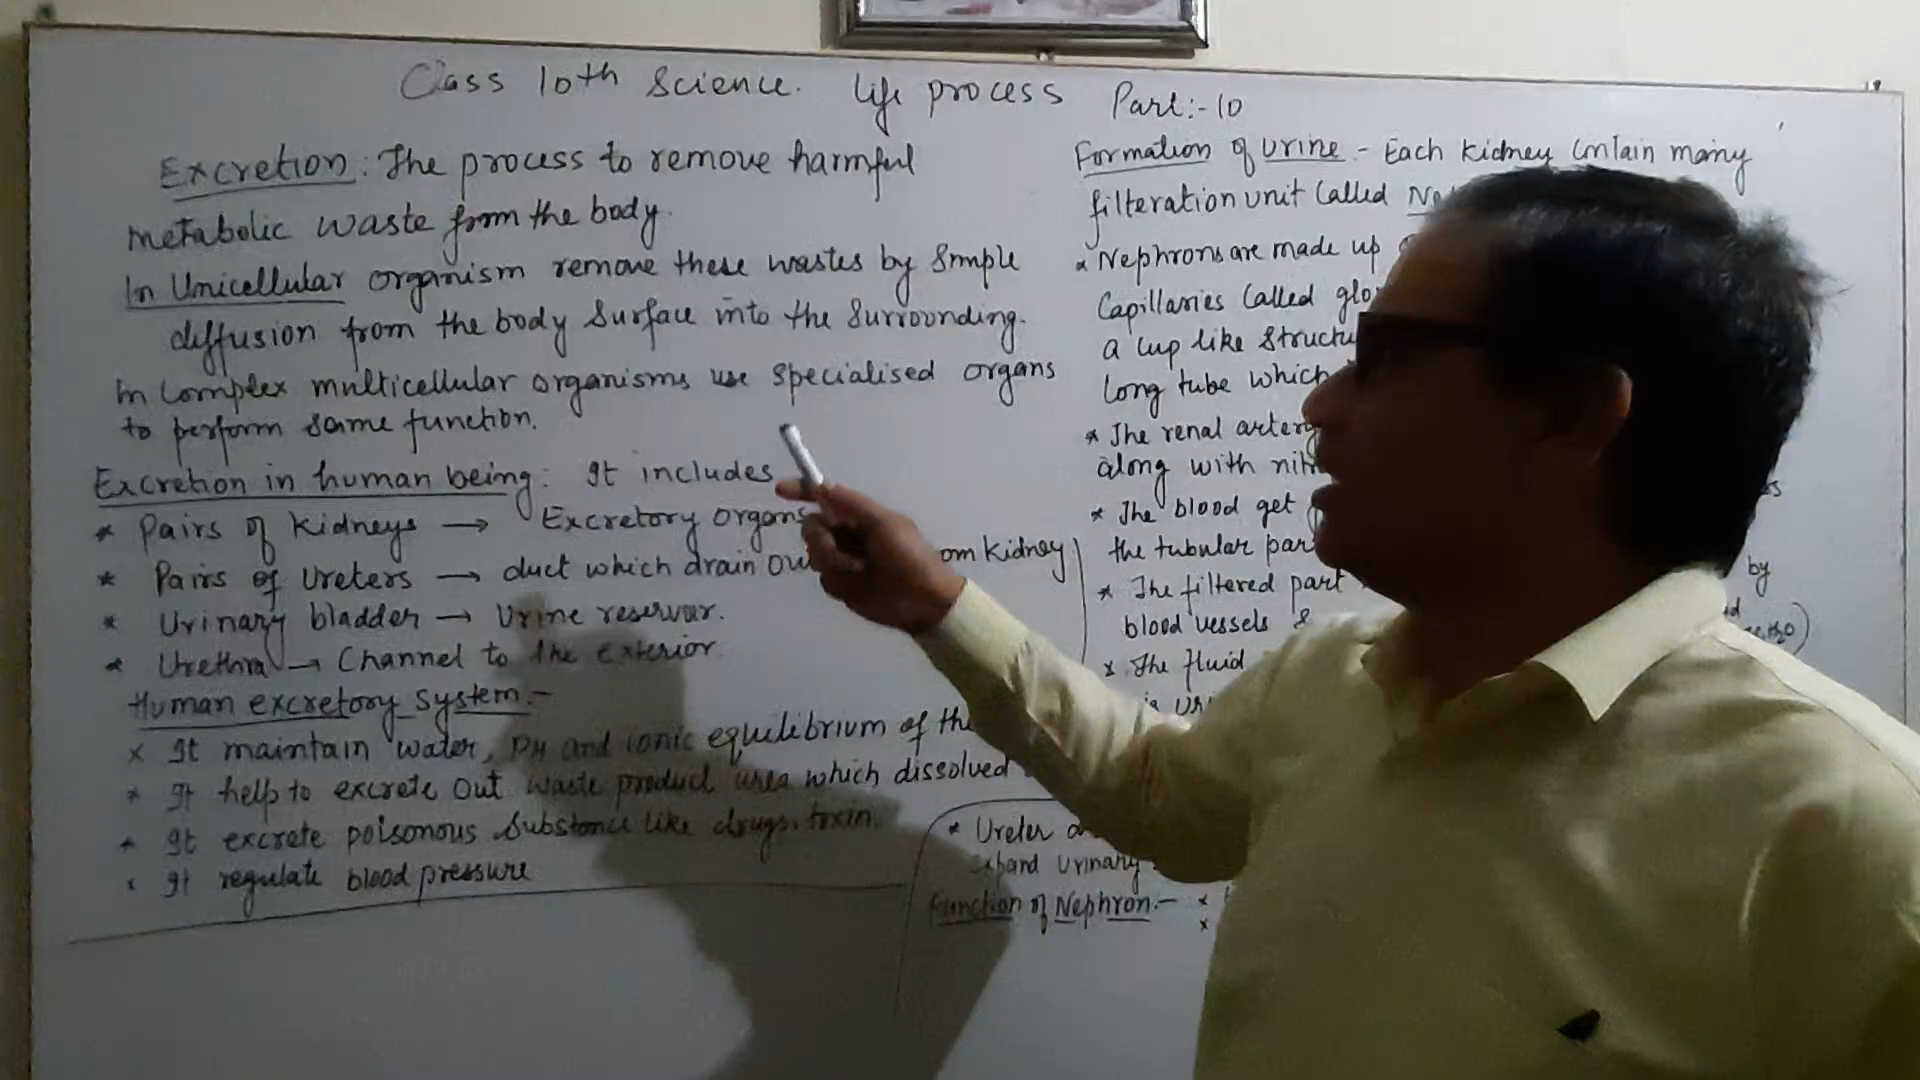 Class 10th Science. Life process Part:- 10
Excretion: The process to remove harmful
metabolic waste from the body.
In Unicellular organism remove these wastes by Simple
diffusion from the body surface into the surrounding.
In complex multicellular organisms use specialised organs
to perform same function.
Excretion in human being: It includes
* Pairs of kidneys → Excretory organs
* Pairs of Ureters → duct which drain om kidney
* Urinary bladder → Urine
* Urethra → Channel to the exterior.
Human excretory system:-
* It maintain water, PH and ionic equilibrium of the
* It help to excrete out waste product urea which dissolved
* It excrete poisonous substance like drugs, toxin.
* It regulate blood pressure
Formation of urine - Each kidney contain many
filteration unit called Ne
* Nephrons are made up
Capillaries called glo
a cup like structu
long tube which
* The renal artery
along with nit
* The blood get
the tubular par
by
* The filtered part
blood vessels &
* The fluid
is ur
* Ureter
expand urinary
Function of Nephron:- *
*